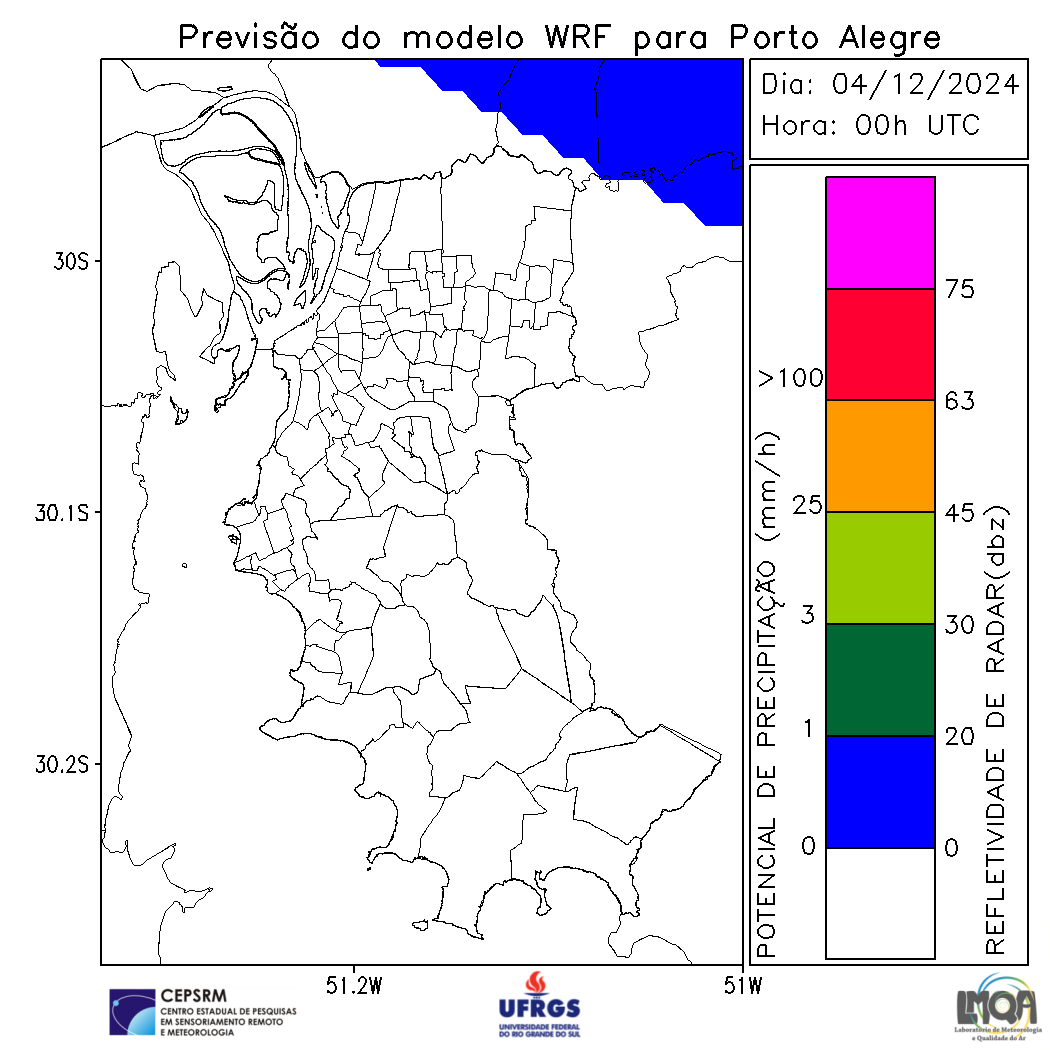 Previsão do modelo WRF para Porto Alegre
Dia: 04/12/2024
Hora: 00h UTC
30S
30.1S
30.2S
51.2W
51W
POTENCIAL DE PRECIPITAÇÃO (mm/h)
>100
25
3
1
0
75
63
45
30
20
0
REFLETIVIDADE DE RADAR(dbz)
CEPSRM
CENTRO ESTADUAL DE PESQUISAS
EM SENSORIAMENTO REMOTO
E METEOROLOGIA
UFRGS
UNIVERSIDADE FEDERAL
DO RIO GRANDE DO SUL
LMQA
Laboratório de Meteorologia
e Qualidade do Ar